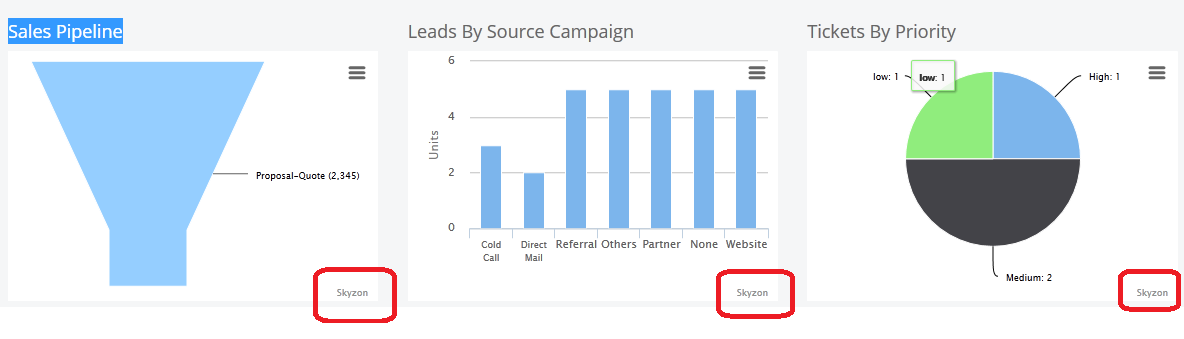 Sales Pipeline
Proposal-Quote (2,345)
Skyzon
Leads By Source Campaign
Units
6
4
2
0
Cold Call
Direct Mail
Referral
Others
Partner
None
Website
Skyzon
Tickets By Priority
low: 1
low: 1
High: 1
Medium: 2
Skyzon